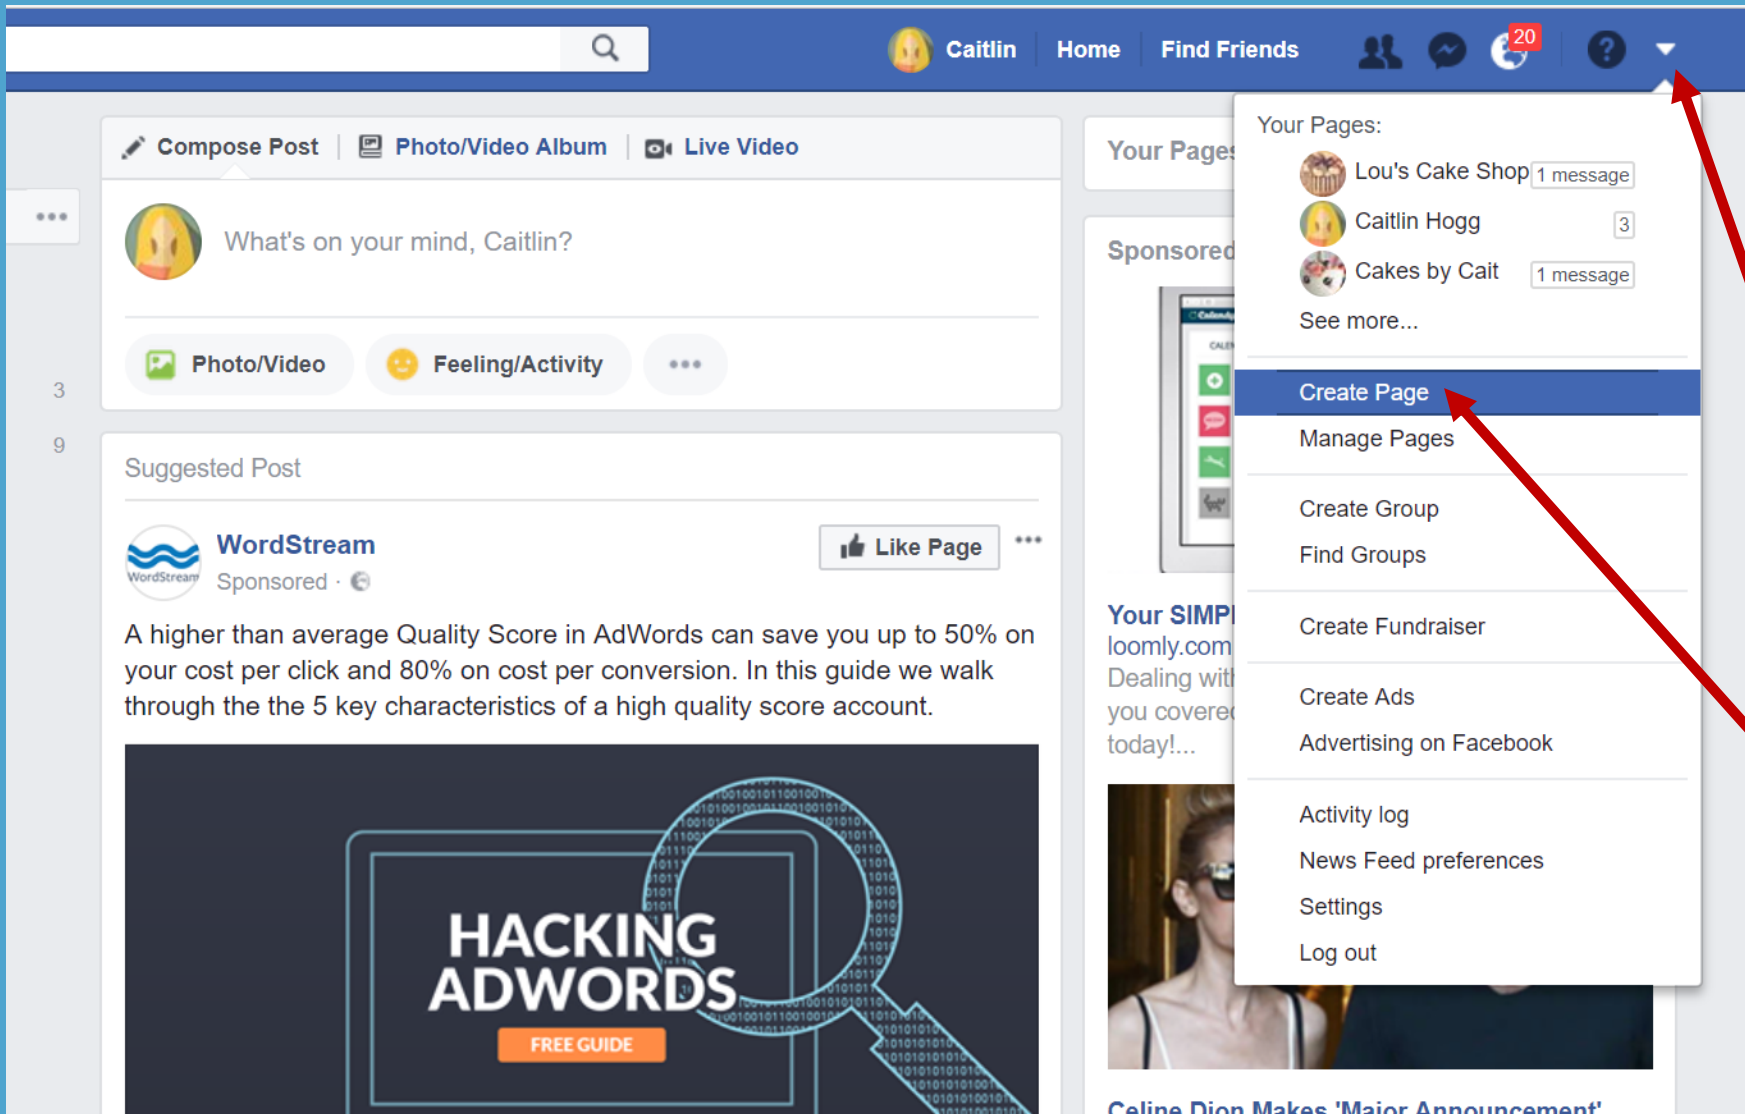 Caitlin
Home
Find Friends
20
Compose Post
Photo/Video Album
Live Video
What's on your mind, Caitlin?
Photo/Video
Feeling/Activity
3
9
Suggested Post
WordStream
WordStream
Sponsored ·
Like Page
A higher than average Quality Score in AdWords can save you up to 50% on
your cost per click and 80% on cost per conversion. In this guide we walk
through the the 5 key characteristics of a high quality score account.
HACKING
ADWORDS
FREE GUIDE
Your Pages
Sponsored
Your SIMPL
loomly.com
Dealing with
you covered
today!...
Celine Dion Makes 'Major Announcement'
Your Pages:
Lou's Cake Shop 1 message
Caitlin Hogg 3
Cakes by Cait 1 message
See more...
Create Page
Manage Pages
Create Group
Find Groups
Create Fundraiser
Create Ads
Advertising on Facebook
Activity log
News Feed preferences
Settings
Log out